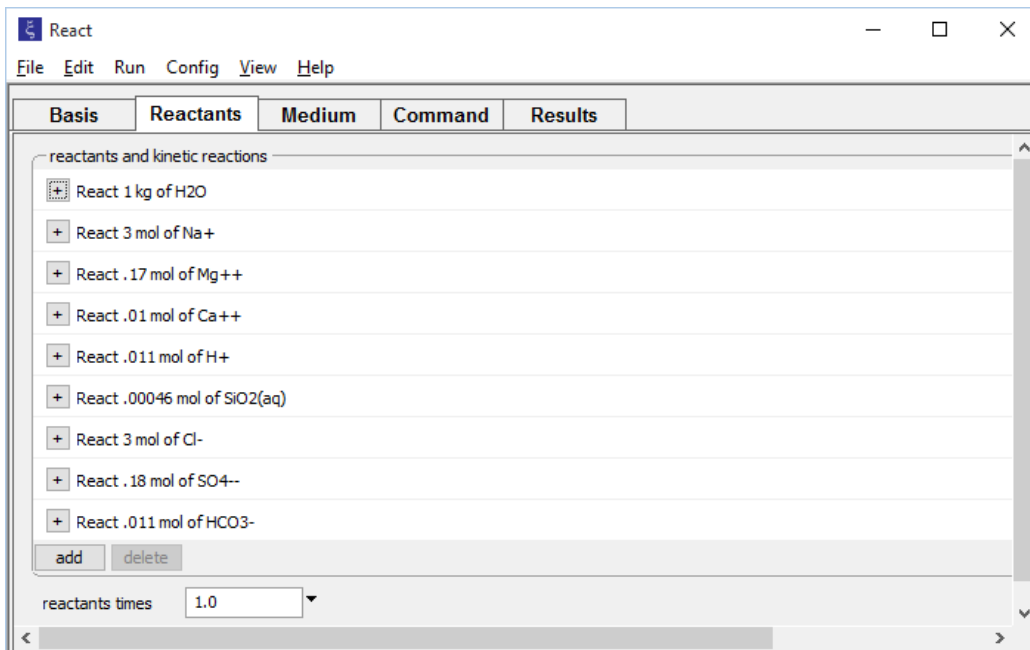 ξ React
File Edit Run Config View Help
Basis Reactants Medium Command Results
reactants and kinetic reactions
+ React 1 kg of H2O
+ React 3 mol of Na+
+ React .17 mol of Mg++
+ React .01 mol of Ca++
+ React .011 mol of H+
+ React .00046 mol of SiO2(aq)
+ React 3 mol of Cl-
+ React .18 mol of SO4--
+ React .011 mol of HCO3-
add delete
reactants times 1.0